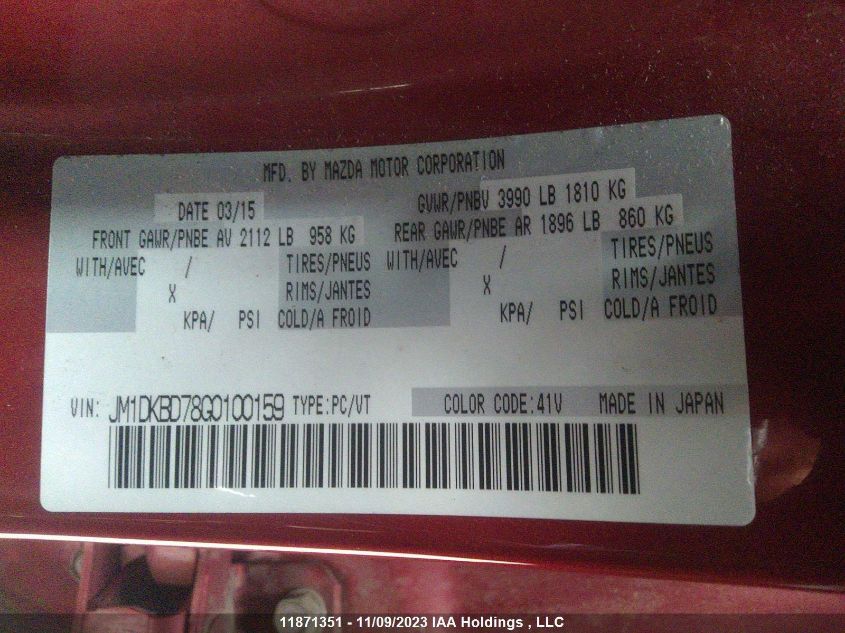 MFD. BY MAZDA MOTOR CORPORATION
DATE 03/15 GVWR/PNBV 3990 LB 1810 KG
FRONT GAWR/PNBE AV 2112 LB 958 KG REAR GAWR/PNBE AR 1896 LB 860 KG
WITH/AVEC / TIRES/PNEUS WITH/AVEC / TIRES/PNEUS
X RIMS/JANTES X RIMS/JANTES
KPA/ PSI COLD/A FROID KPA/ PSI COLD/A FROID
VIN: JM1DKBD78G0100159 TYPE:PC/VT COLOR CODE:41V MADE IN JAPAN
11871351 - 11/09/2023 IAA Holdings , LLC